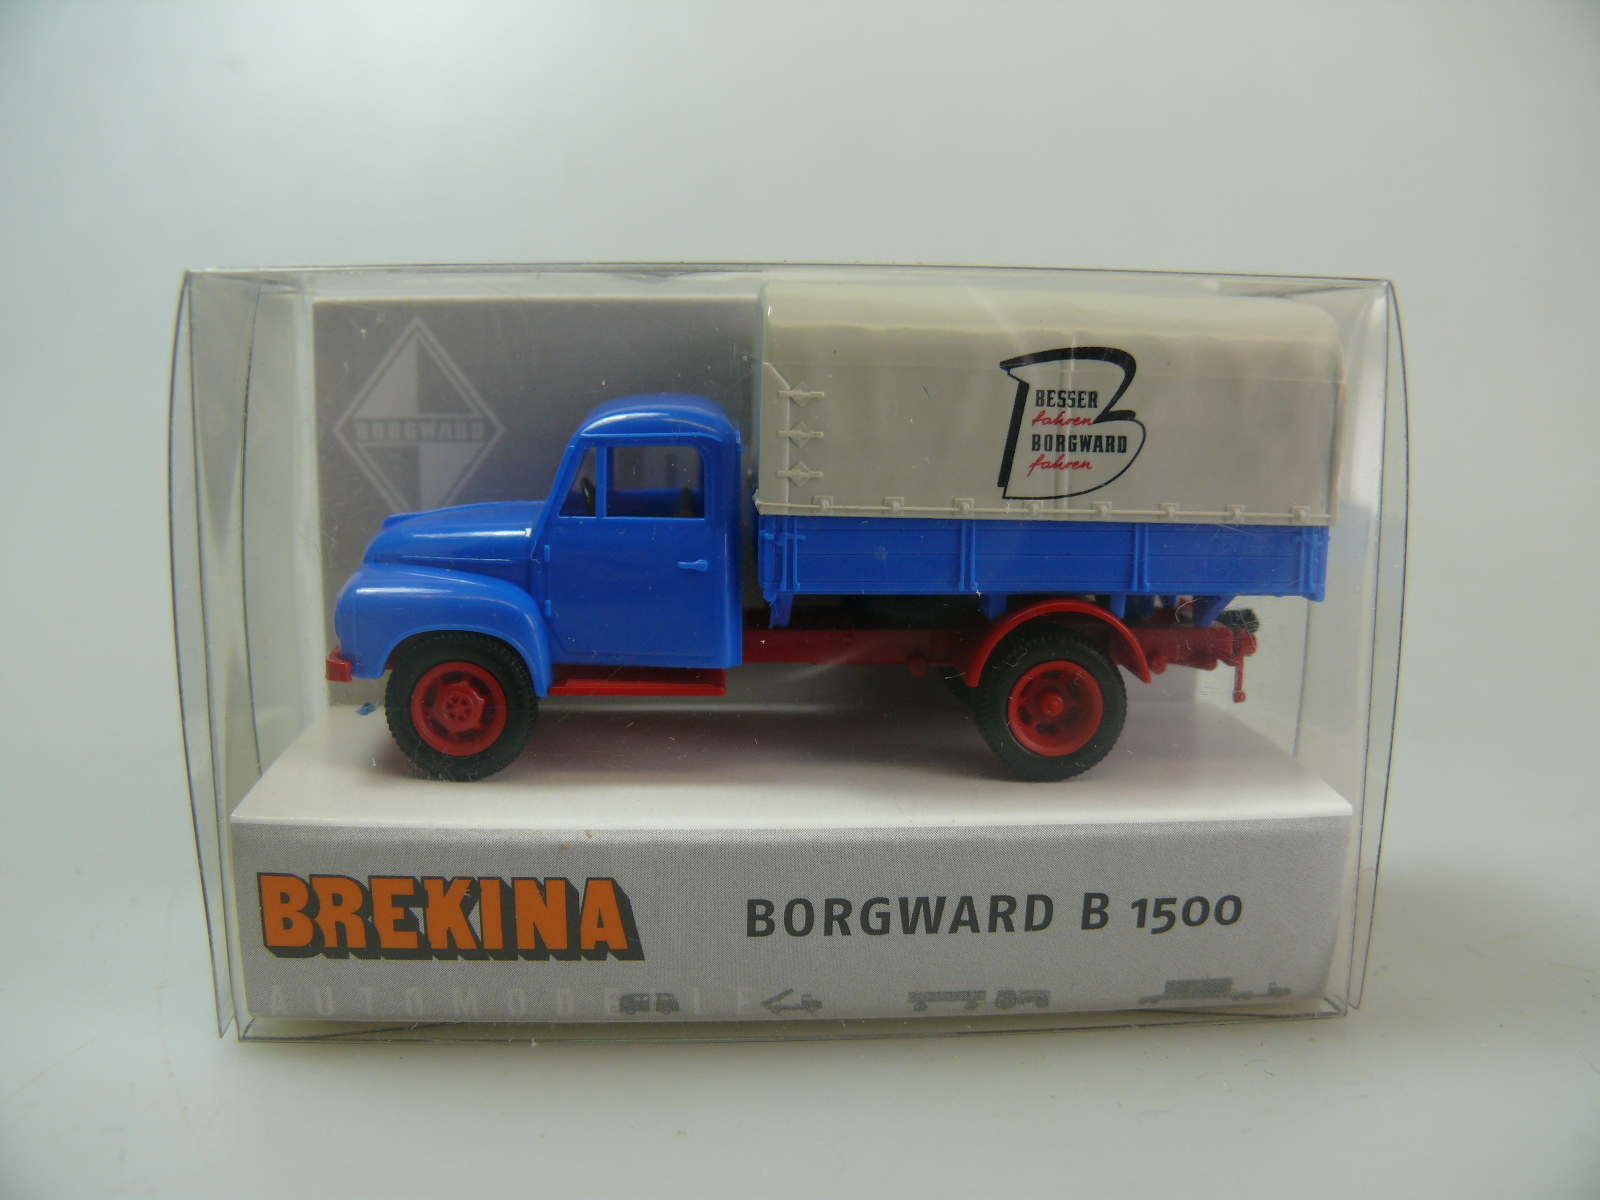 BORGWARD
BESSER
fahren
BORGWARD
fahren
BREKINA
BORGWARD B 1500
AUTOMODELLE